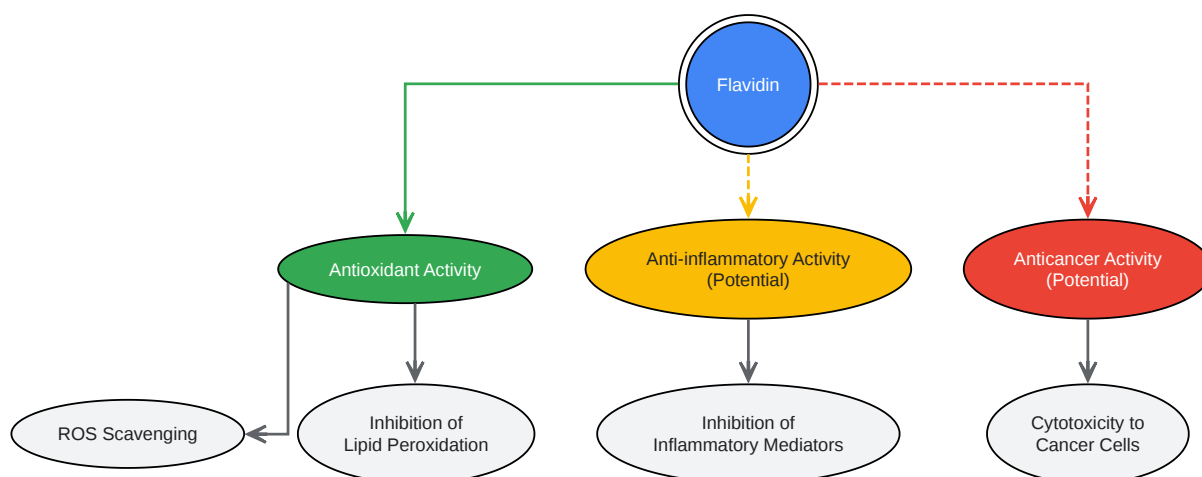 Flavidin
Antioxidant Activity
Anti-inflammatory Activity
(Potential)
Anticancer Activity
(Potential)
ROS Scavenging
Inhibition of
Lipid Peroxidation
Inhibition of
Inflammatory Mediators
Cytotoxicity to
Cancer Cells